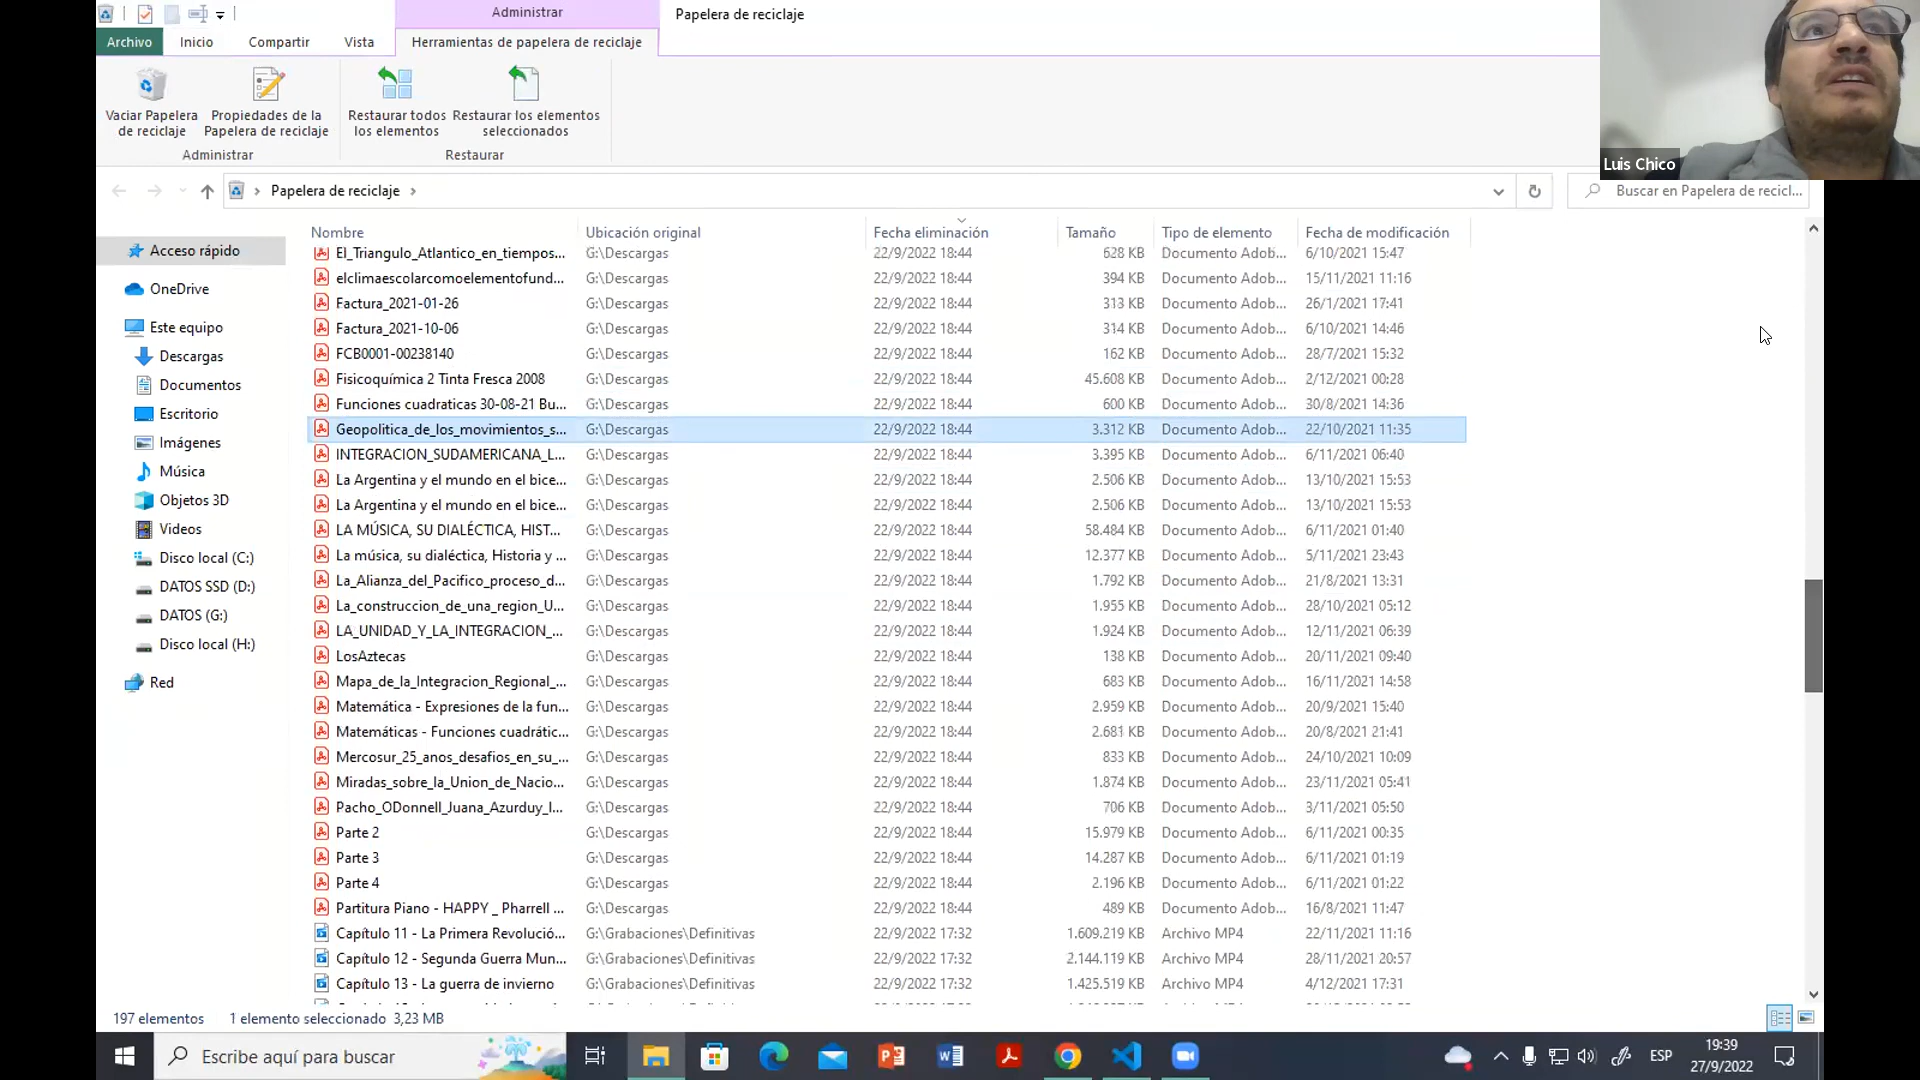 Administrar
Papelera de reciclaje
Archivo Inicio Compartir Vista Herramientas de papelera de reciclaje
Vaciar Papelera de reciclaje
Propiedades de la Papelera de reciclaje
Restaurar todos los elementos
Restaurar los elementos seleccionados
Administrar Restaurar
Luis Chico
Papelera de reciclaje
Buscar en Papelera de recicl...
Nombre Ubicación original Fecha eliminación Tamaño Tipo de elemento Fecha de modificación
Acceso rápido
OneDrive
Este equipo
Descargas
Documentos
Escritorio
Imágenes
Música
Objetos 3D
Videos
Disco local (C:)
DATOS SSD (D:)
DATOS (G:)
Disco local (H:)
Red
El_Triangulo_Atlantico_en_tiempos... G:\Descargas 22/9/2022 18:44 628 KB Documento Adob... 6/10/2021 15:47
elclimaescolarcomoelementofund... G:\Descargas 22/9/2022 18:44 394 KB Documento Adob... 15/11/2021 11:16
Factura_2021-01-26 G:\Descargas 22/9/2022 18:44 313 KB Documento Adob... 26/1/2021 17:41
Factura_2021-10-06 G:\Descargas 22/9/2022 18:44 314 KB Documento Adob... 6/10/2021 14:46
FCB0001-00238140 G:\Descargas 22/9/2022 18:44 162 KB Documento Adob... 28/7/2021 15:32
Fisicoquímica 2 Tinta Fresca 2008 G:\Descargas 22/9/2022 18:44 45.608 KB Documento Adob... 2/12/2021 00:28
Funciones cuadraticas 30-08-21 Bu... G:\Descargas 22/9/2022 18:44 600 KB Documento Adob... 30/8/2021 14:36
Geopolitica_de_los_movimientos_s... G:\Descargas 22/9/2022 18:44 3.312 KB Documento Adob... 22/10/2021 11:35
INTEGRACION_SUDAMERICANA_L... G:\Descargas 22/9/2022 18:44 3.395 KB Documento Adob... 6/11/2021 06:40
La Argentina y el mundo en el bice... G:\Descargas 22/9/2022 18:44 2.506 KB Documento Adob... 13/10/2021 15:53
La Argentina y el mundo en el bice... G:\Descargas 22/9/2022 18:44 2.506 KB Documento Adob... 13/10/2021 15:53
LA MÚSICA, SU DIALÉCTICA, HIST... G:\Descargas 22/9/2022 18:44 58.484 KB Documento Adob... 6/11/2021 01:40
La música, su dialéctica, Historia y ... G:\Descargas 22/9/2022 18:44 12.377 KB Documento Adob... 5/11/2021 23:43
La_Alianza_del_Pacifico_proceso_d... G:\Descargas 22/9/2022 18:44 1.792 KB Documento Adob... 21/8/2021 13:31
La_construccion_de_una_region_U... G:\Descargas 22/9/2022 18:44 1.955 KB Documento Adob... 28/10/2021 05:12
LA_UNIDAD_Y_LA_INTEGRACION_... G:\Descargas 22/9/2022 18:44 1.924 KB Documento Adob... 12/11/2021 06:39
LosAztecas G:\Descargas 22/9/2022 18:44 138 KB Documento Adob... 20/11/2021 09:40
Mapa_de_la_Integracion_Regional_... G:\Descargas 22/9/2022 18:44 683 KB Documento Adob... 16/11/2021 14:58
Matemática - Expresiones de la fun... G:\Descargas 22/9/2022 18:44 2.959 KB Documento Adob... 20/9/2021 15:40
Matemáticas - Funciones cuadrátic... G:\Descargas 22/9/2022 18:44 2.681 KB Documento Adob... 20/8/2021 21:41
Mercosur_25_anos_desafios_en_su_... G:\Descargas 22/9/2022 18:44 833 KB Documento Adob... 24/10/2021 10:09
Miradas_sobre_la_Union_de_Nacio... G:\Descargas 22/9/2022 18:44 1.874 KB Documento Adob... 23/11/2021 05:41
Pacho_ODonnell_Juana_Azurduy_l... G:\Descargas 22/9/2022 18:44 706 KB Documento Adob... 3/11/2021 05:50
Parte 2 G:\Descargas 22/9/2022 18:44 15.979 KB Documento Adob... 6/11/2021 00:35
Parte 3 G:\Descargas 22/9/2022 18:44 14.287 KB Documento Adob... 6/11/2021 01:19
Parte 4 G:\Descargas 22/9/2022 18:44 2.196 KB Documento Adob... 6/11/2021 01:22
Partitura Piano - HAPPY _ Pharrell ... G:\Descargas 22/9/2022 18:44 489 KB Documento Adob... 16/8/2021 11:47
Capítulo 11 - La Primera Revolució... G:\Grabaciones\Definitivas 22/9/2022 17:32 1.609.219 KB Archivo MP4 22/11/2021 11:16
Capítulo 12 - Segunda Guerra Mun... G:\Grabaciones\Definitivas 22/9/2022 17:32 2.144.119 KB Archivo MP4 28/11/2021 20:57
Capítulo 13 - La guerra de invierno G:\Grabaciones\Definitivas 22/9/2022 17:32 1.425.519 KB Archivo MP4 4/12/2021 17:31
197 elementos 1 elemento seleccionado 3,23 MB
Escribe aquí para buscar
ESP
19:39
27/9/2022